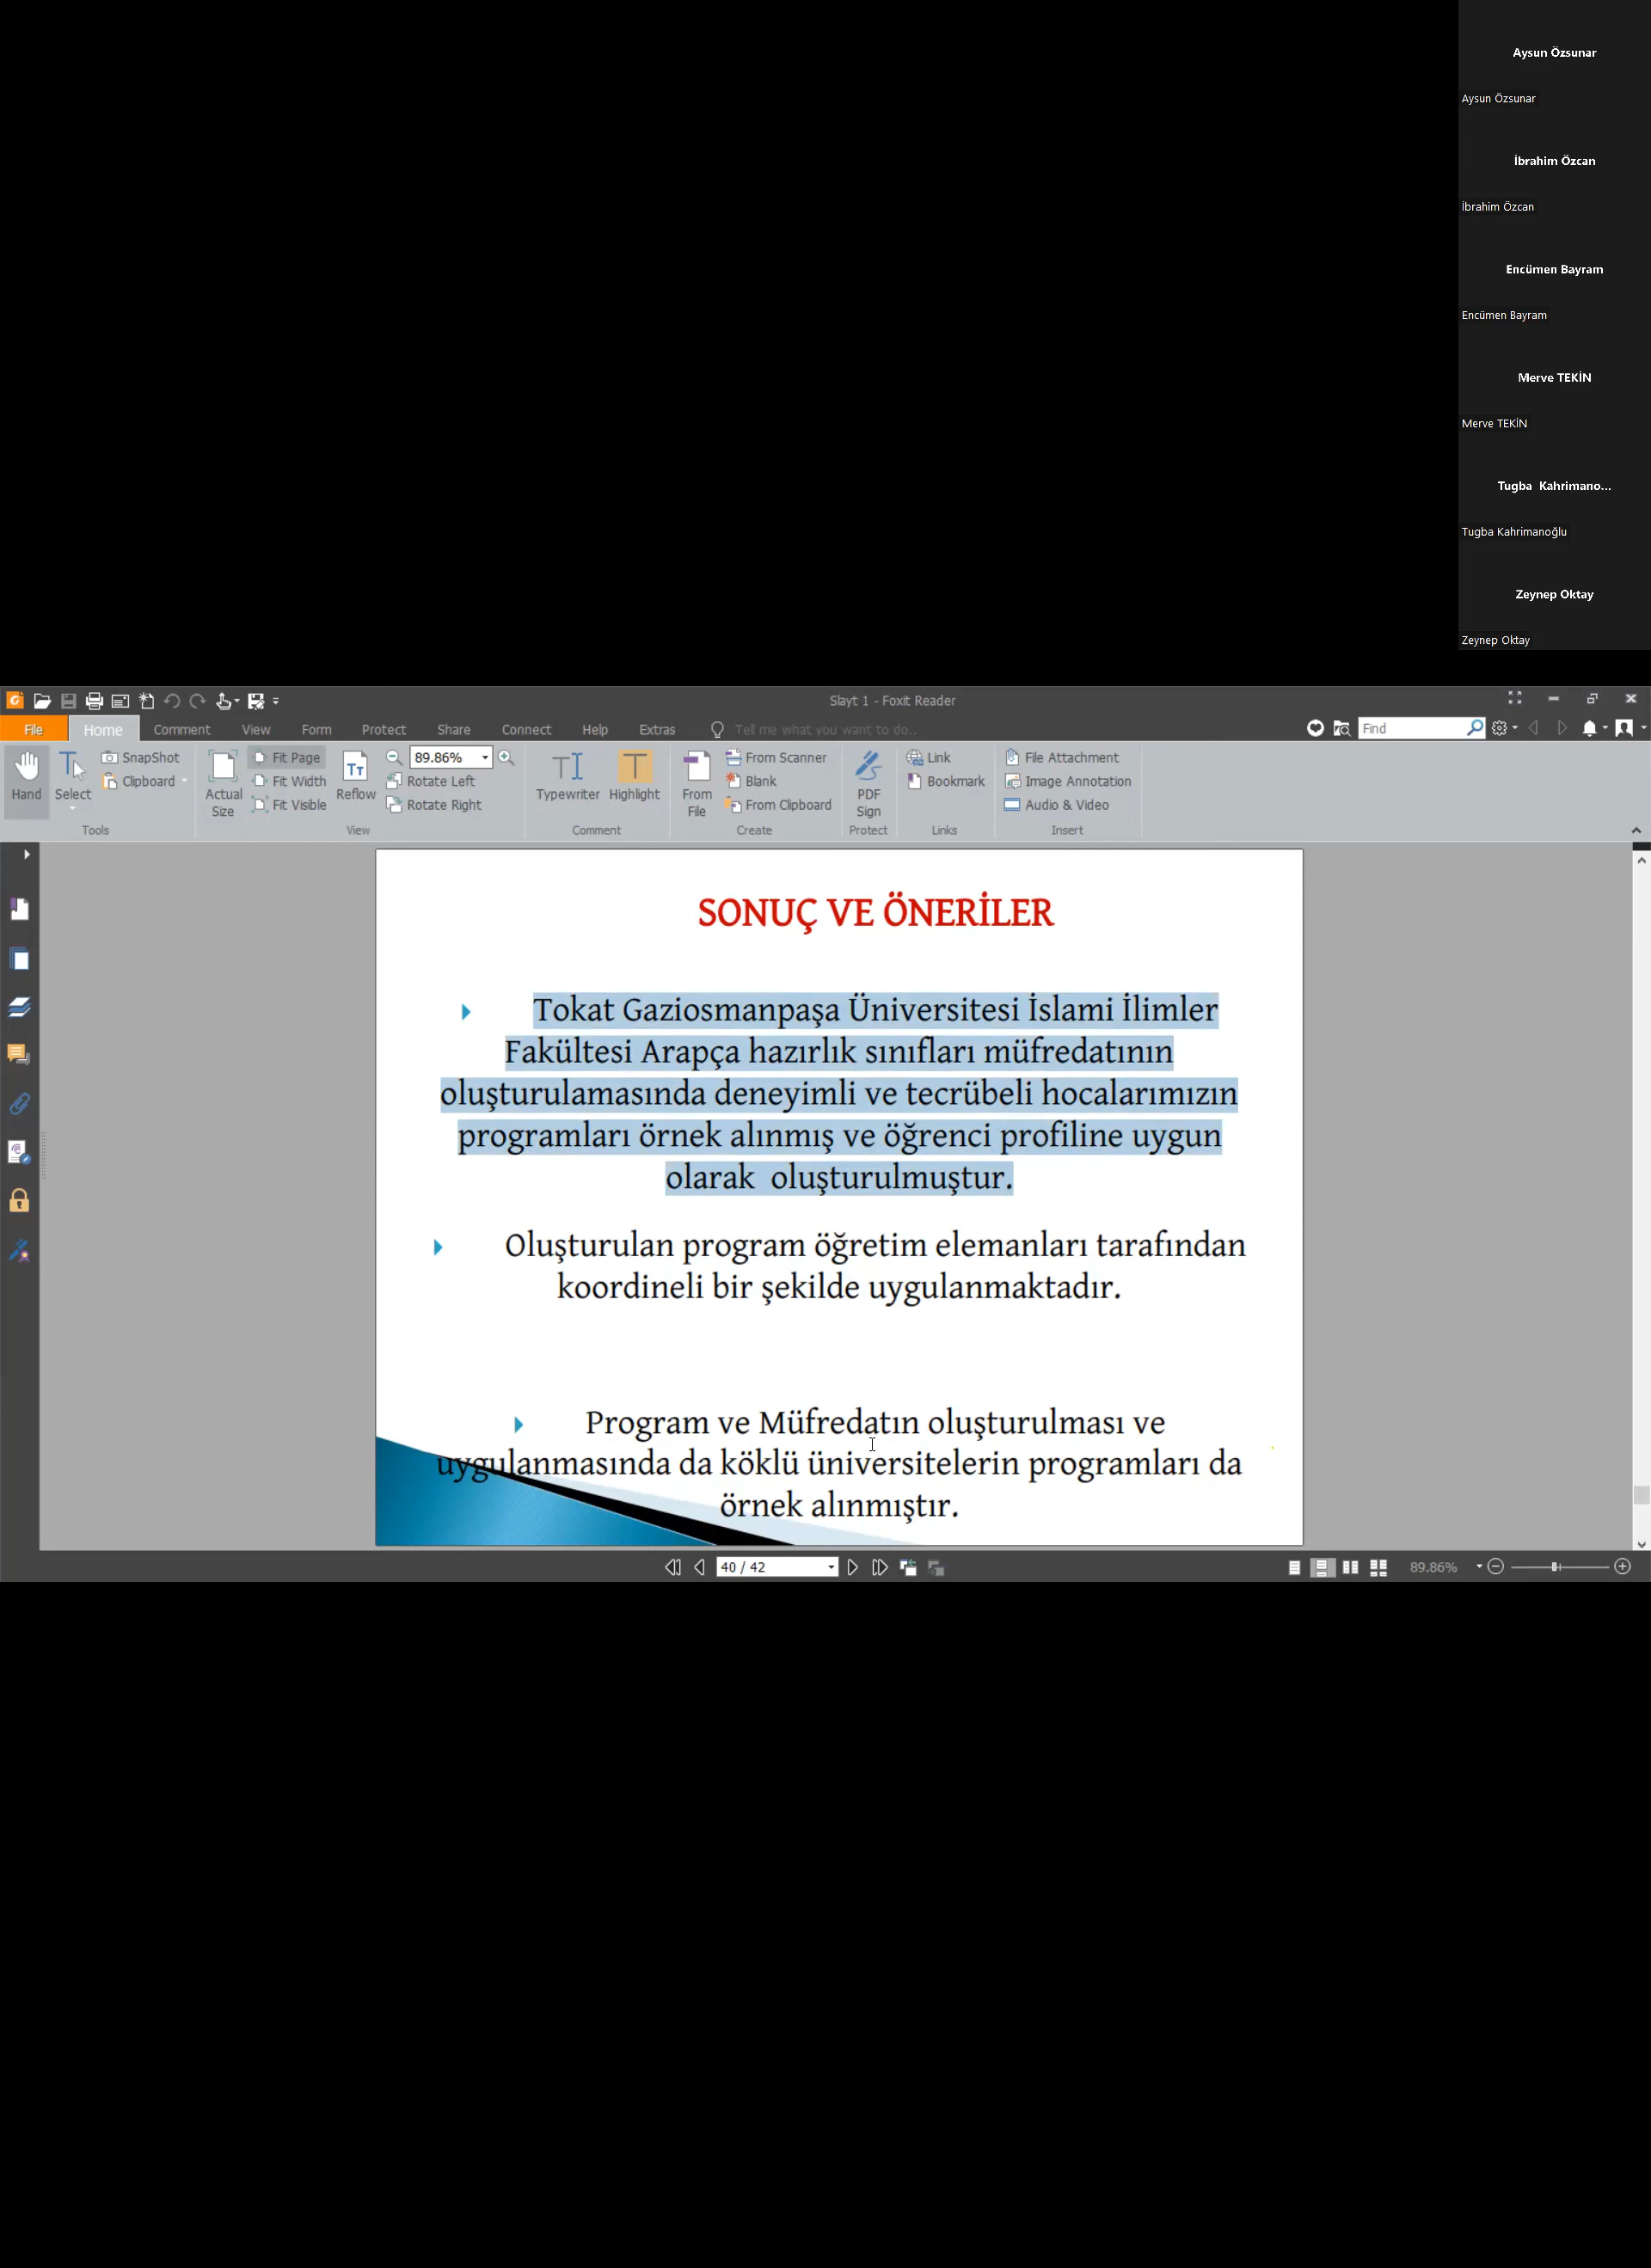 Aysun Özsunar
Aysun Özsunar
İbrahim Özcan
İbrahim Özcan
Encümen Bayram
Encümen Bayram
Merve TEKİN
Merve TEKİN
Tugba Kahrimano...
Tugba Kahrimanoğlu
Zeynep Oktay
Zeynep Oktay
Slayt 1 - Foxit Reader
File Home Comment View Form Protect Share Connect Help Extras Tell me what you want to do.. Find
Hand
Select
SnapShot
Clipboard
Tools
Actual
Size
Fit Page
Fit Width
Fit Visible
Reflow
89.86%
Rotate Left
Rotate Right
View
Typewriter
Highlight
Comment
From
File
From Scanner
Blank
From Clipboard
Create
PDF
Sign
Protect
Link
Bookmark
Links
File Attachment
Image Annotation
Audio & Video
Insert
SONUÇ VE ÖNERİLER
Tokat Gaziosmanpaşa Üniversitesi İslami İlimler
Fakültesi Arapça hazırlık sınıfları müfredatının
oluşturulamasında deneyimli ve tecrübeli hocalarımızın
programları örnek alınmış ve öğrenci profiline uygun
olarak oluşturulmuştur.
Oluşturulan program öğretim elemanları tarafından
koordineli bir şekilde uygulanmaktadır.
Program ve Müfredatın oluşturulması ve
uygulanmasında da köklü üniversitelerin programları da
örnek alınmıştır.
40 / 42
89.86%